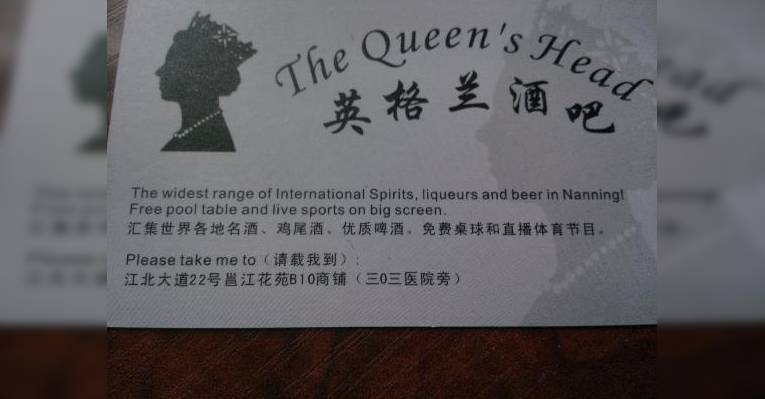 The Queen's Head
英格兰酒吧
The widest range of International Spirits, liqueurs and beer in Nanning!
Free pool table and live sports on big screen.
汇集世界各地名酒、鸡尾酒、优质啤酒。免费桌球和直播体育节目。
Please take me to（请载我到）:
江北大道22号邕江花苑B10商铺（三0三医院旁）